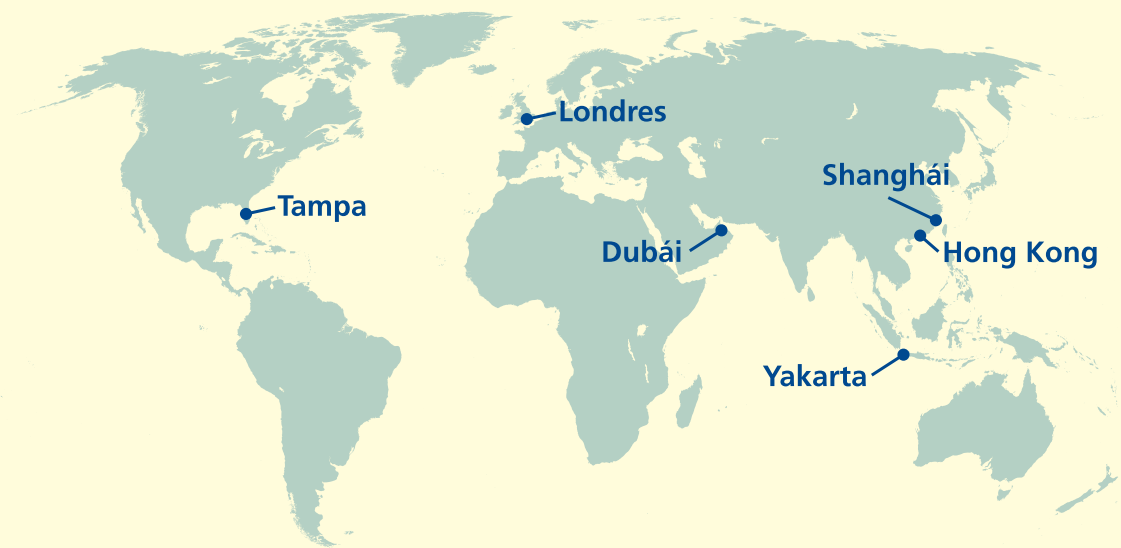 Londres
Shanghái
Tampa
Dubái
Hong Kong
Yakarta